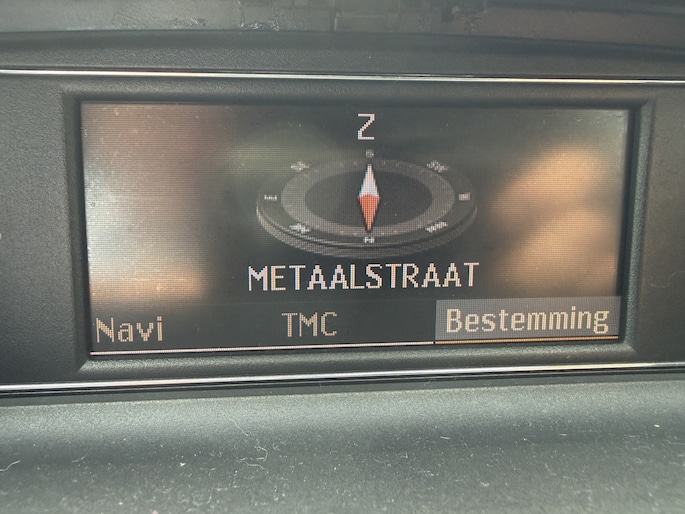 Z
S
METAALSTRAAT
Navi TMC Bestemming